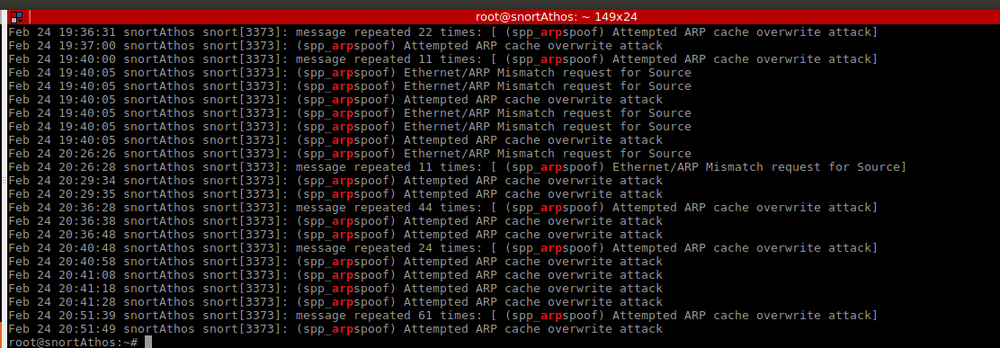 root@snortAthos: ~ 149x24
Feb 24 19:36:31 snortAthos snort[3373]: message repeated 22 times: [ (spp_arpspoof) Attempted ARP cache overwrite attack]
Feb 24 19:37:00 snortAthos snort[3373]: (spp_arpspoof) Attempted ARP cache overwrite attack
Feb 24 19:40:00 snortAthos snort[3373]: message repeated 11 times: [ (spp_arpspoof) Attempted ARP cache overwrite attack]
Feb 24 19:40:05 snortAthos snort[3373]: (spp_arpspoof) Ethernet/ARP Mismatch request for Source
Feb 24 19:40:05 snortAthos snort[3373]: (spp_arpspoof) Ethernet/ARP Mismatch request for Source
Feb 24 19:40:05 snortAthos snort[3373]: (spp_arpspoof) Attempted ARP cache overwrite attack
Feb 24 19:40:05 snortAthos snort[3373]: (spp_arpspoof) Ethernet/ARP Mismatch request for Source
Feb 24 19:40:05 snortAthos snort[3373]: (spp_arpspoof) Ethernet/ARP Mismatch request for Source
Feb 24 19:40:05 snortAthos snort[3373]: (spp_arpspoof) Attempted ARP cache overwrite attack
Feb 24 20:26:26 snortAthos snort[3373]: (spp_arpspoof) Ethernet/ARP Mismatch request for Source
Feb 24 20:26:28 snortAthos snort[3373]: message repeated 11 times: [ (spp_arpspoof) Ethernet/ARP Mismatch request for Source]
Feb 24 20:29:34 snortAthos snort[3373]: (spp_arpspoof) Attempted ARP cache overwrite attack
Feb 24 20:29:35 snortAthos snort[3373]: (spp_arpspoof) Attempted ARP cache overwrite attack
Feb 24 20:36:28 snortAthos snort[3373]: message repeated 44 times: [ (spp_arpspoof) Attempted ARP cache overwrite attack]
Feb 24 20:36:38 snortAthos snort[3373]: (spp_arpspoof) Attempted ARP cache overwrite attack
Feb 24 20:36:48 snortAthos snort[3373]: (spp_arpspoof) Attempted ARP cache overwrite attack
Feb 24 20:40:48 snortAthos snort[3373]: message repeated 24 times: [ (spp_arpspoof) Attempted ARP cache overwrite attack]
Feb 24 20:40:58 snortAthos snort[3373]: (spp_arpspoof) Attempted ARP cache overwrite attack
Feb 24 20:41:08 snortAthos snort[3373]: (spp_arpspoof) Attempted ARP cache overwrite attack
Feb 24 20:41:18 snortAthos snort[3373]: (spp_arpspoof) Attempted ARP cache overwrite attack
Feb 24 20:41:28 snortAthos snort[3373]: (spp_arpspoof) Attempted ARP cache overwrite attack
Feb 24 20:51:39 snortAthos snort[3373]: message repeated 61 times: [ (spp_arpspoof) Attempted ARP cache overwrite attack]
Feb 24 20:51:49 snortAthos snort[3373]: (spp_arpspoof) Attempted ARP cache overwrite attack
root@snortAthos:~#